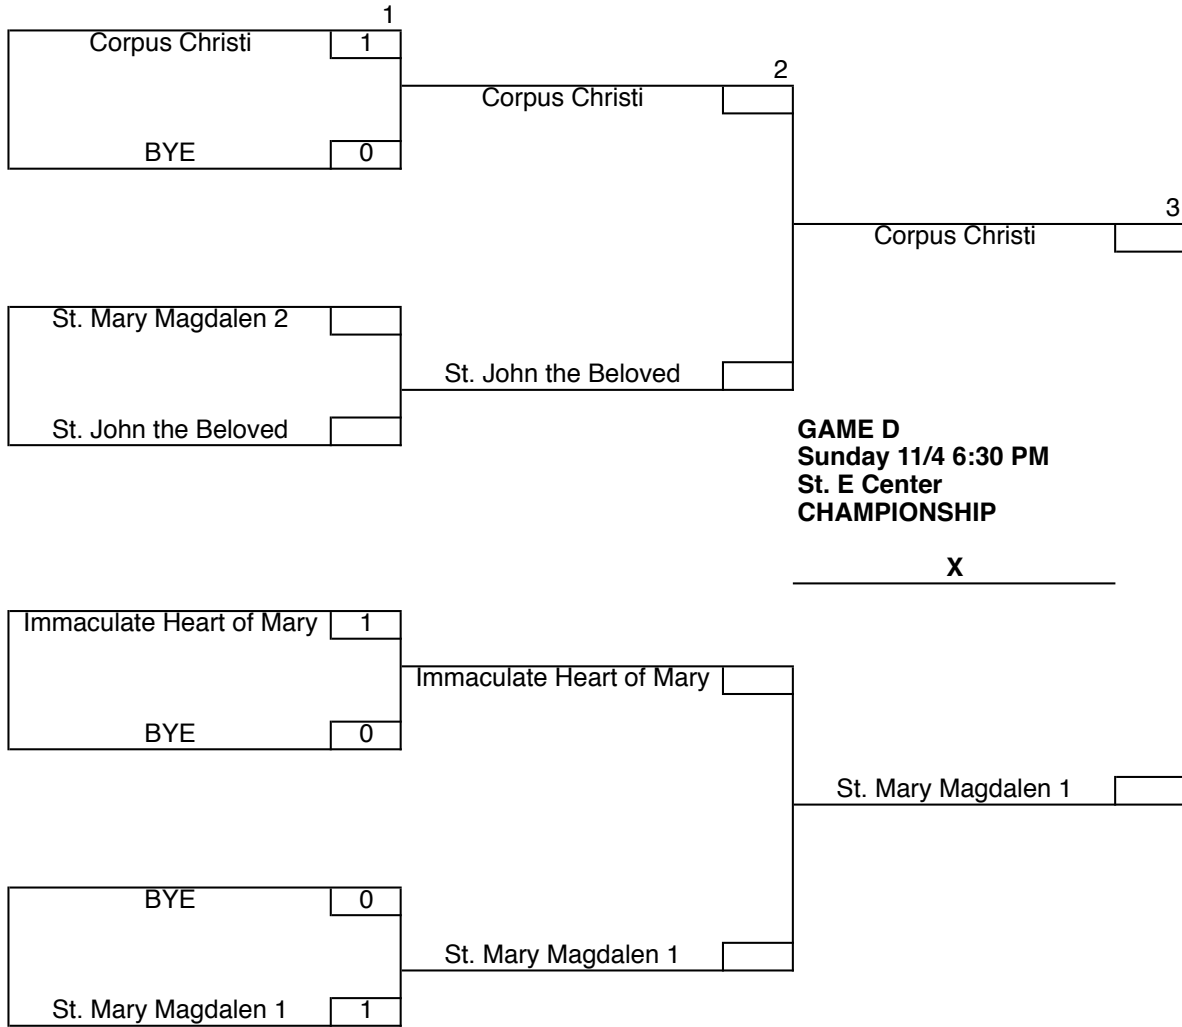 1
Corpus Christi 1
2
Corpus Christi
BYE 0
3
Corpus Christi
St. Mary Magdalen 2
St. John the Beloved
St. John the Beloved
GAME D
Sunday 11/4 6:30 PM
St. E Center
CHAMPIONSHIP
X
Immaculate Heart of Mary 1
Immaculate Heart of Mary
BYE 0
St. Mary Magdalen 1
BYE 0
St. Mary Magdalen 1
St. Mary Magdalen 1 1